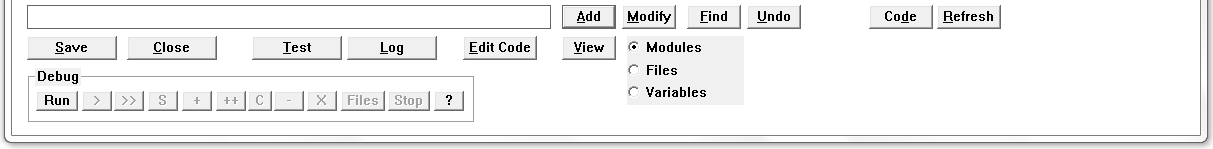 Add Modify Find Undo Code Refresh
Save Close Test Log Edit Code View Modules
Files
Debug
Variables
Run > >> S + ++ C - X Files Stop ?